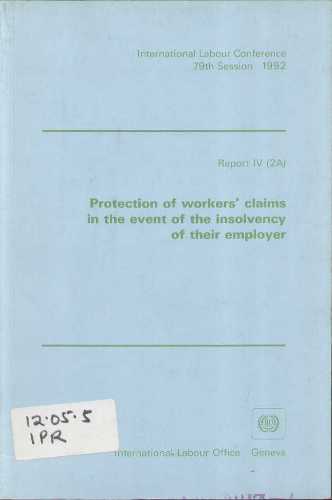 International Labour Conference
79th Session 1992
Report IV (2A)
Protection of workers' claims
in the event of the insolvency
of their employer
12.05.5
IPR
International Labour Office Geneva